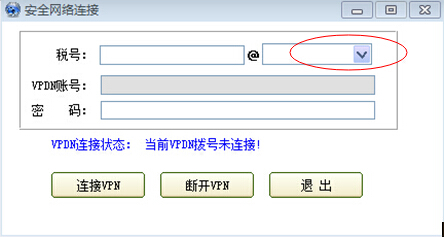 安全网络连接
税号： @
VPDN账号：
密 码：
VPDN连接状态： 当前VPDN拨号未连接!
连接VPN 断开VPN 退 出